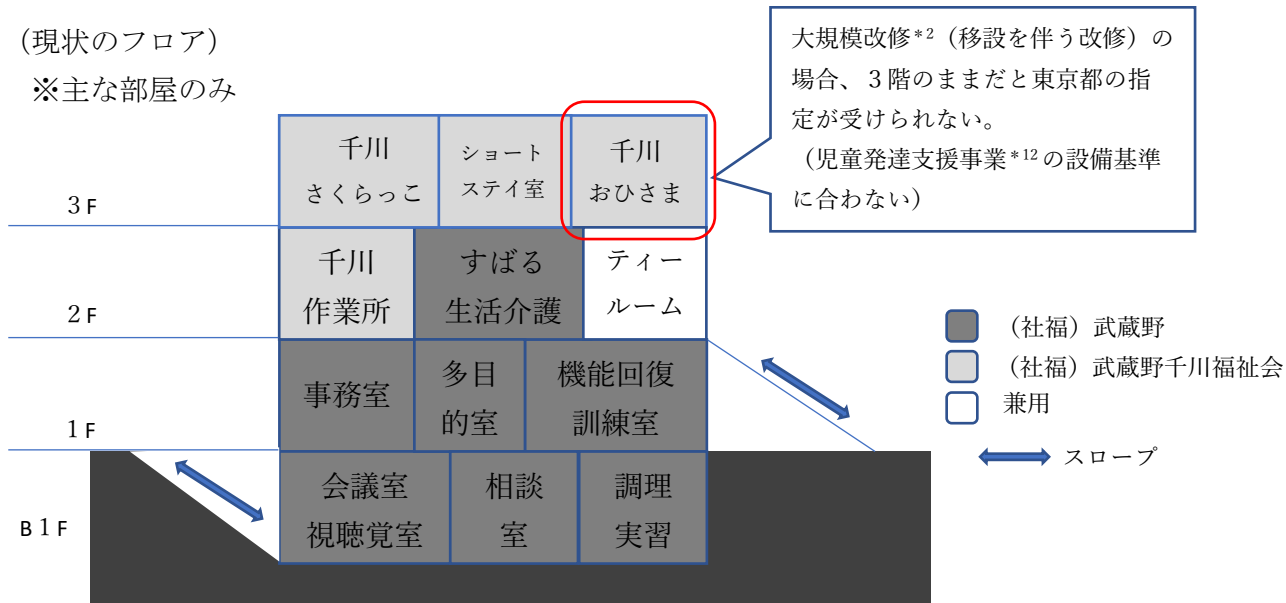 （現状のフロア）
※主な部屋のみ
大規模改修*2（移設を伴う改修）の
場合、３階のままだと東京都の指
定が受けられない。
（児童発達支援事業*12の設備基準
に合わない）
千川
さくらっこ
ショート
ステイ室
千川
おひさま
３F
千川
作業所
すばる
生活介護
ティー
ルーム
２F
事務室
多目
的室
機能回復
訓練室
１F
会議室
視聴覚室
相談
室
調理
実習
B１F
（社福）武蔵野
（社福）武蔵野千川福祉会
兼用
スロープ